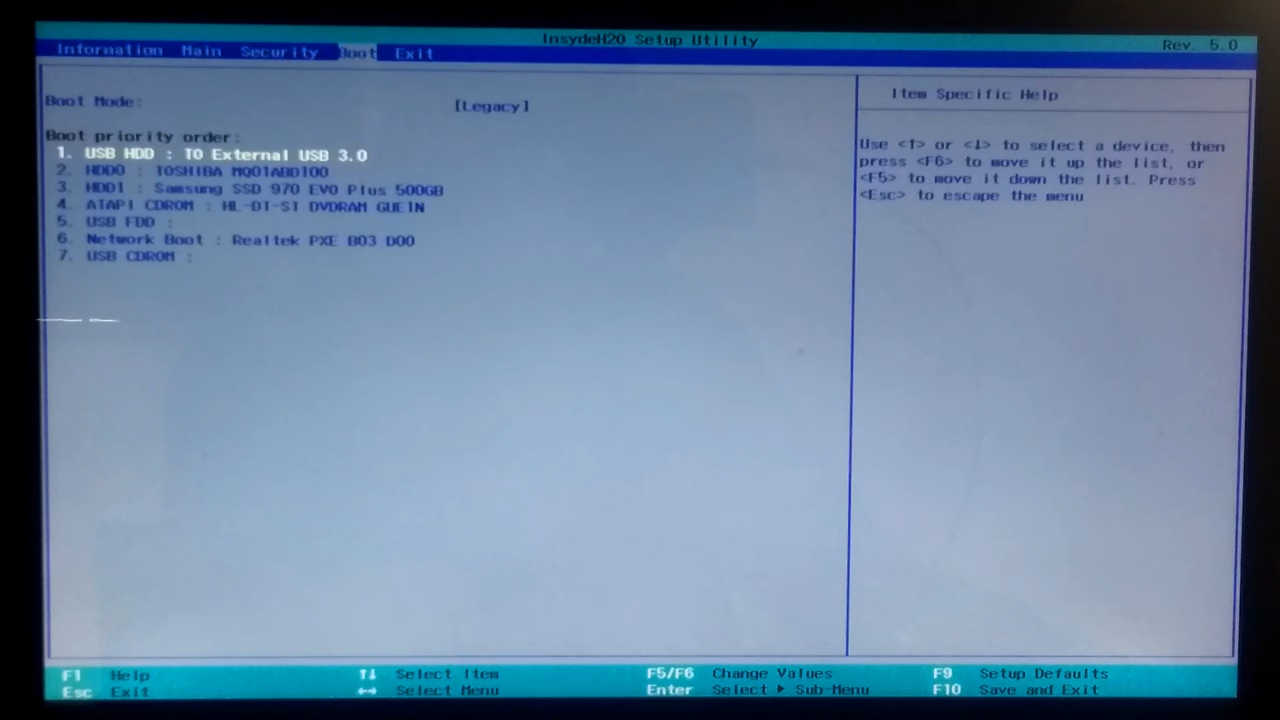 InsydeH20 Setup Utility
Rev. 5.0
Information Main Security Boot Exit
Boot Mode: [Legacy]
Boot priority order:
1. USB HDD : TO External USB 3.0
2. HDD0 : TOSHIBA MQ01ABD100
3. HDD1 : Samsung SSD 970 EVO Plus 500GB
4. ATAPI CDROM : HL-DT-ST DVDRAM GUE1N
5. USB FDD :
6. Network Boot : Realtek PXE B03 D00
7. USB CDROM :
Item Specific Help
Use <↑> or <↓> to select a device, then
press <F6> to move it up the list, or
<F5> to move it down the list. Press
<Esc> to escape the menu
F1 Help ↑↓ Select Item F5/F6 Change Values F9 Setup Defaults
Esc Exit ↔ Select Menu Enter Select ▶ Sub-Menu F10 Save and Exit